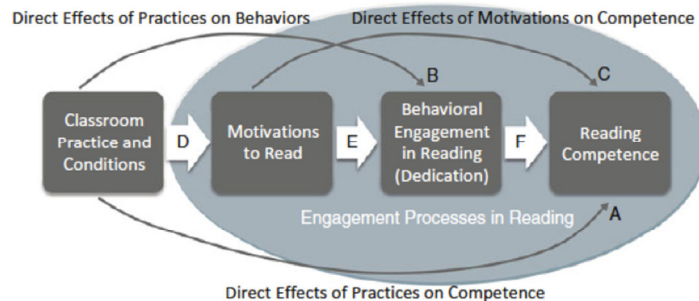 Direct Effects of Practices on Behaviors
Direct Effects of Motivations on Competence
B
C
Classroom
Practice and
Conditions
D
Motivations
to Read
E
Behavioral
Engagement
in Reading
(Dedication)
F
Reading
Competence
Engagement Processes in Reading
A
Direct Effects of Practices on Competence